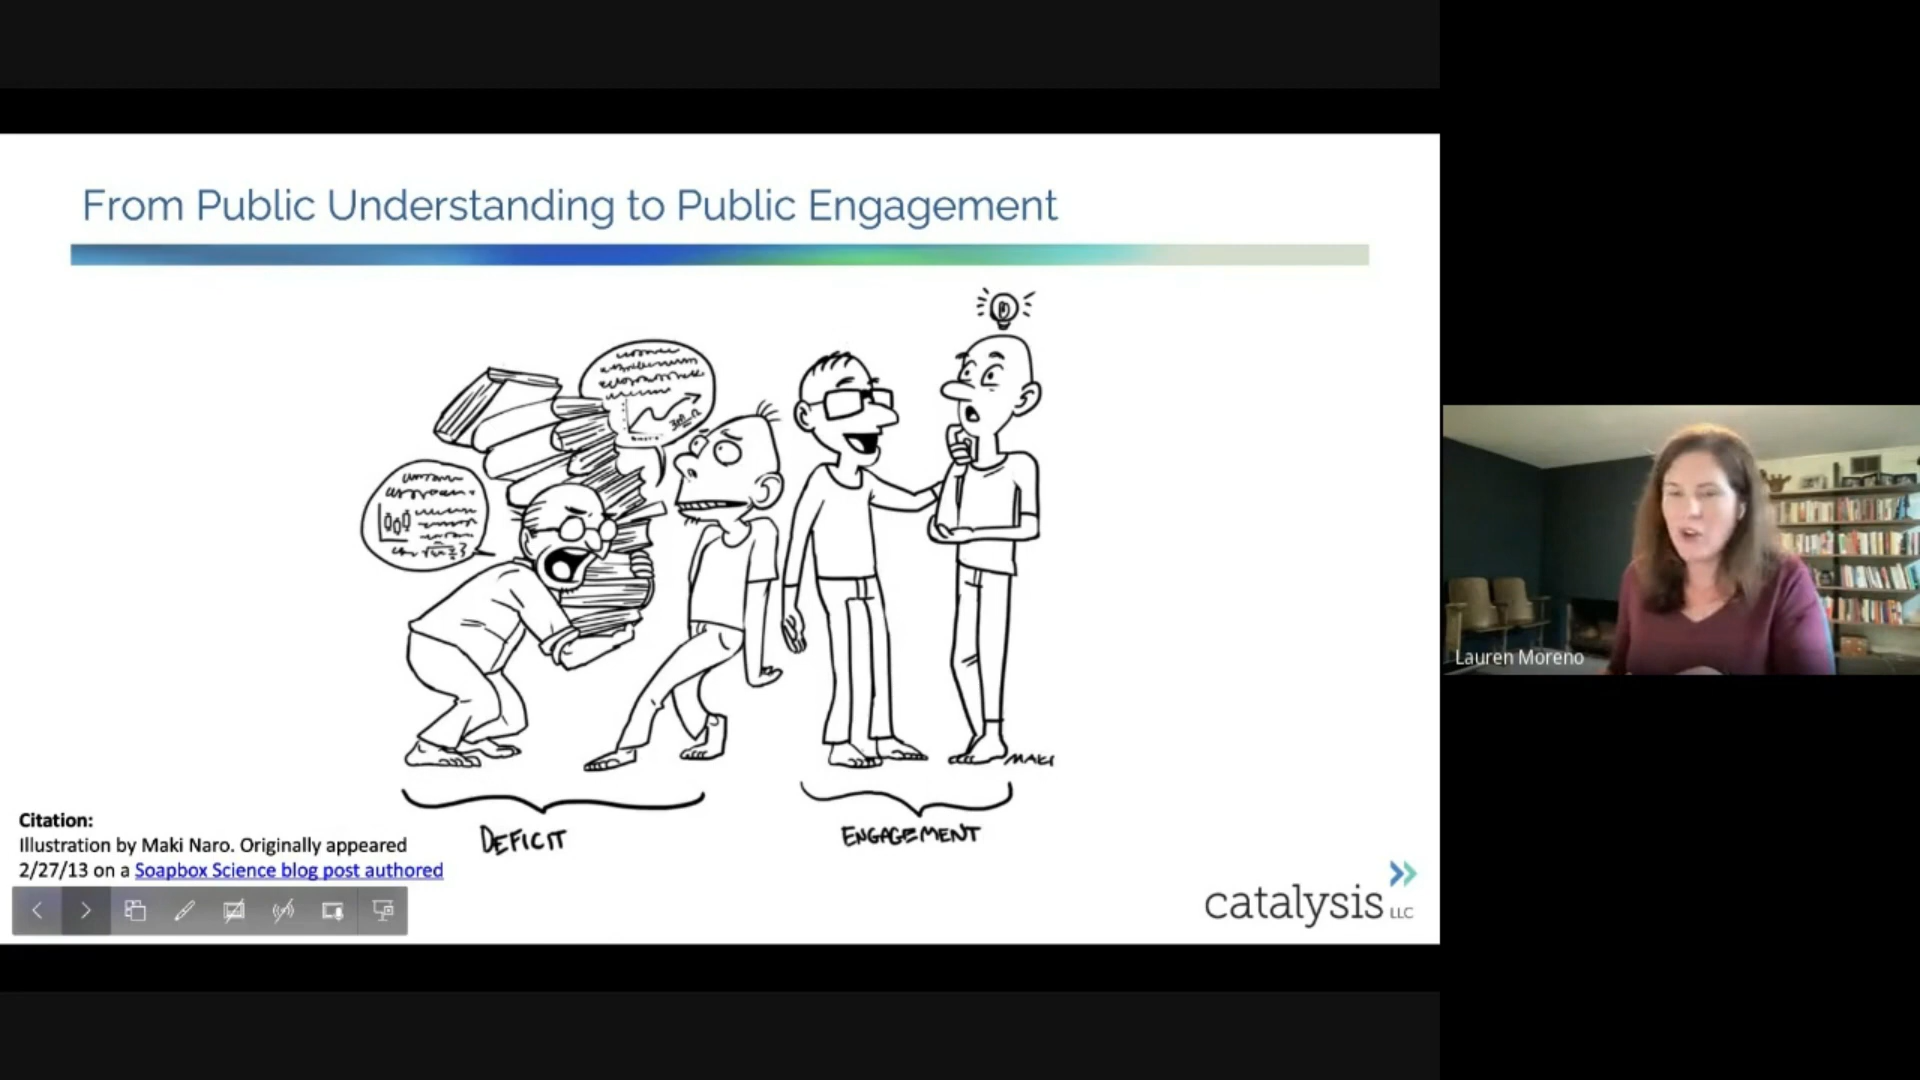 From Public Understanding to Public Engagement
DEFICIT
ENGAGEMENT
MAKI
Citation:
Illustration by Maki Naro. Originally appeared
2/27/13 on a Soapbox Science blog post authored
catalysis LLC
Lauren Moreno